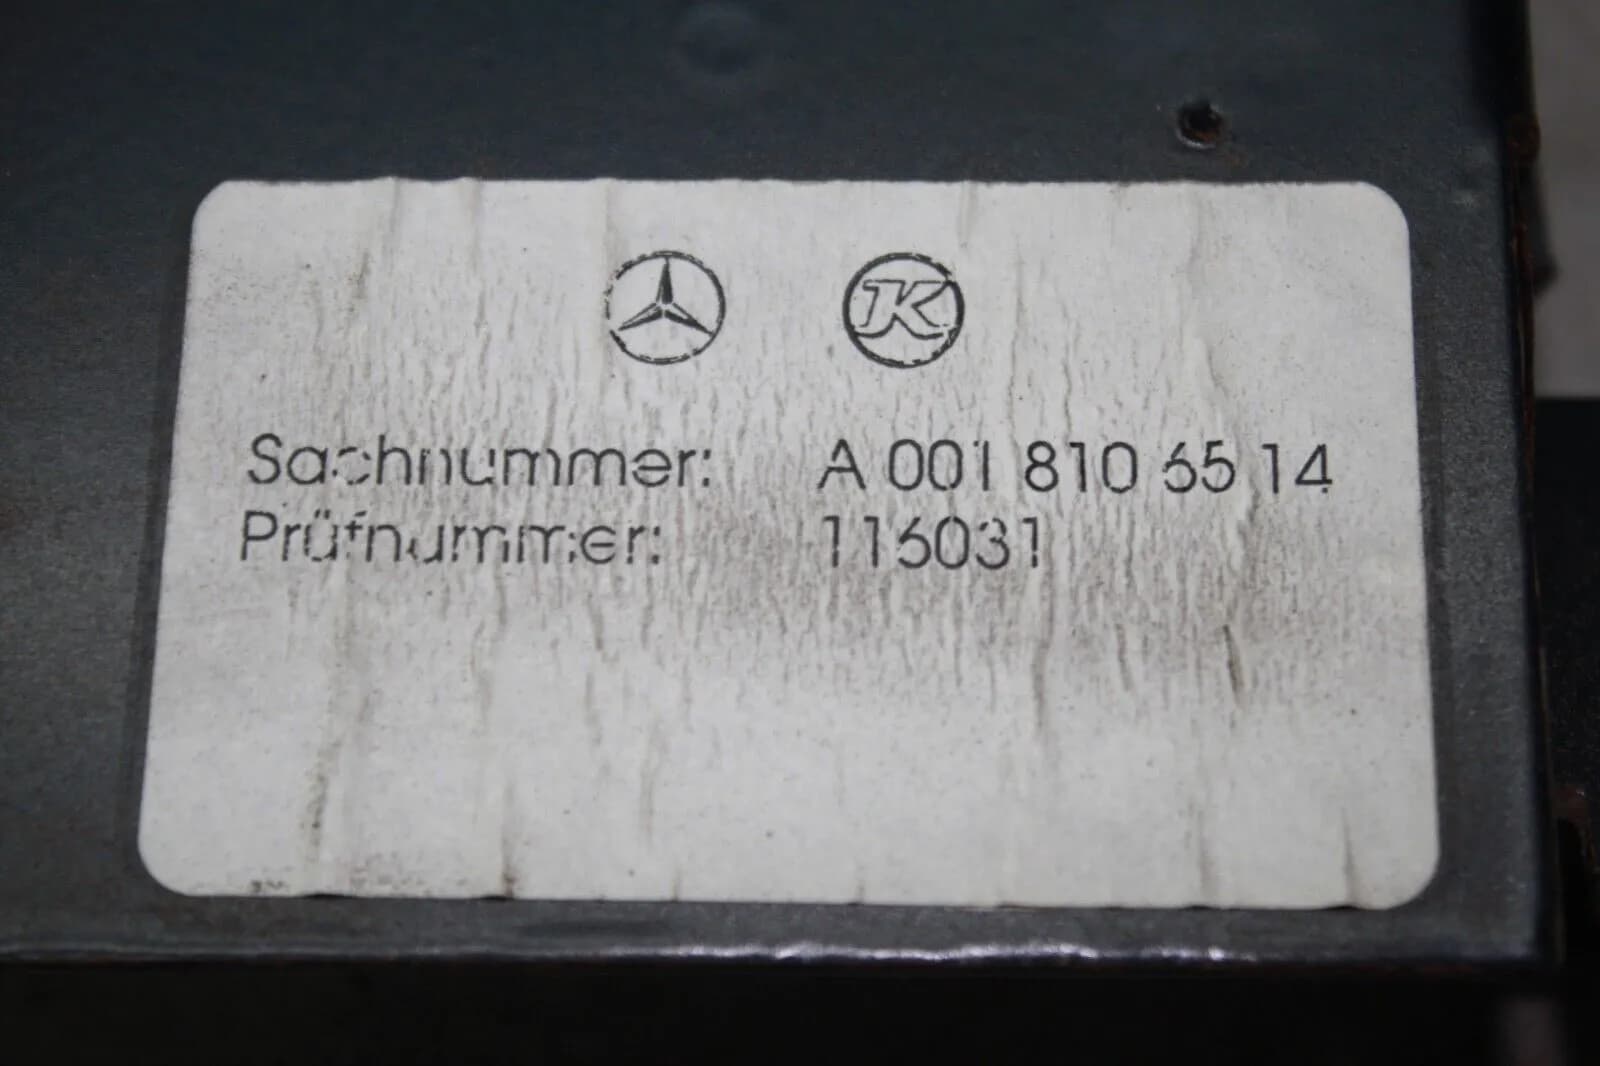 K
Sachnummer: A 001 810 65 14
Prüfnummer: 116031